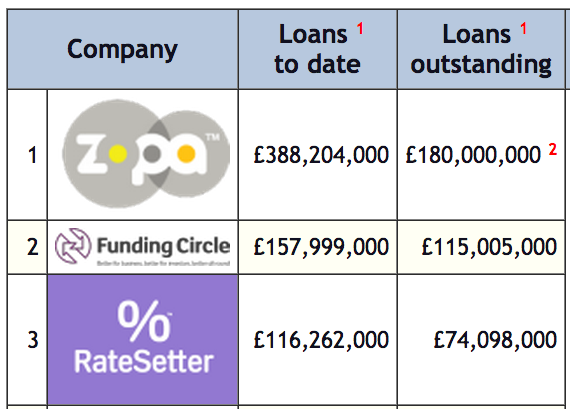 Company
Loans 1
to date
Loans 1
outstanding
1
zopa™
£388,204,000
£180,000,000 2
2
Funding Circle
Better for business, better for investors, better all round
£157,999,000
£115,005,000
3
%
RateSetter
£116,262,000
£74,098,000